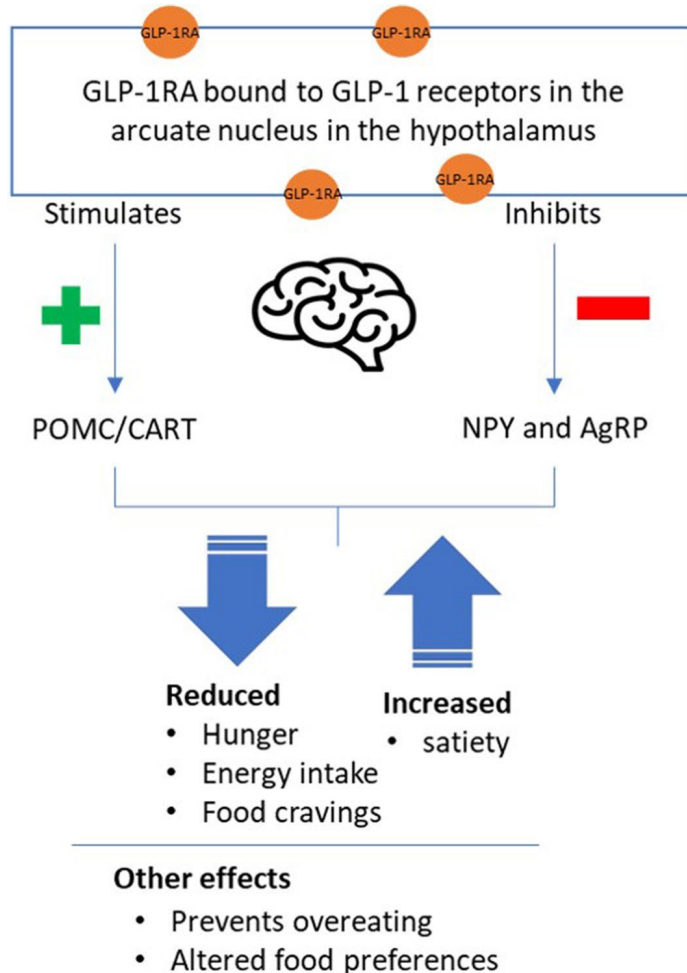 GLP-1RA
GLP-1RA
GLP-1RA bound to GLP-1 receptors in the
arcuate nucleus in the hypothalamus
GLP-1RA
GLP-1RA
Stimulates
Inhibits
POMC/CART
NPY and AgRP
Reduced
• Hunger
• Energy intake
• Food cravings
Increased
• satiety
Other effects
• Prevents overeating
• Altered food preferences